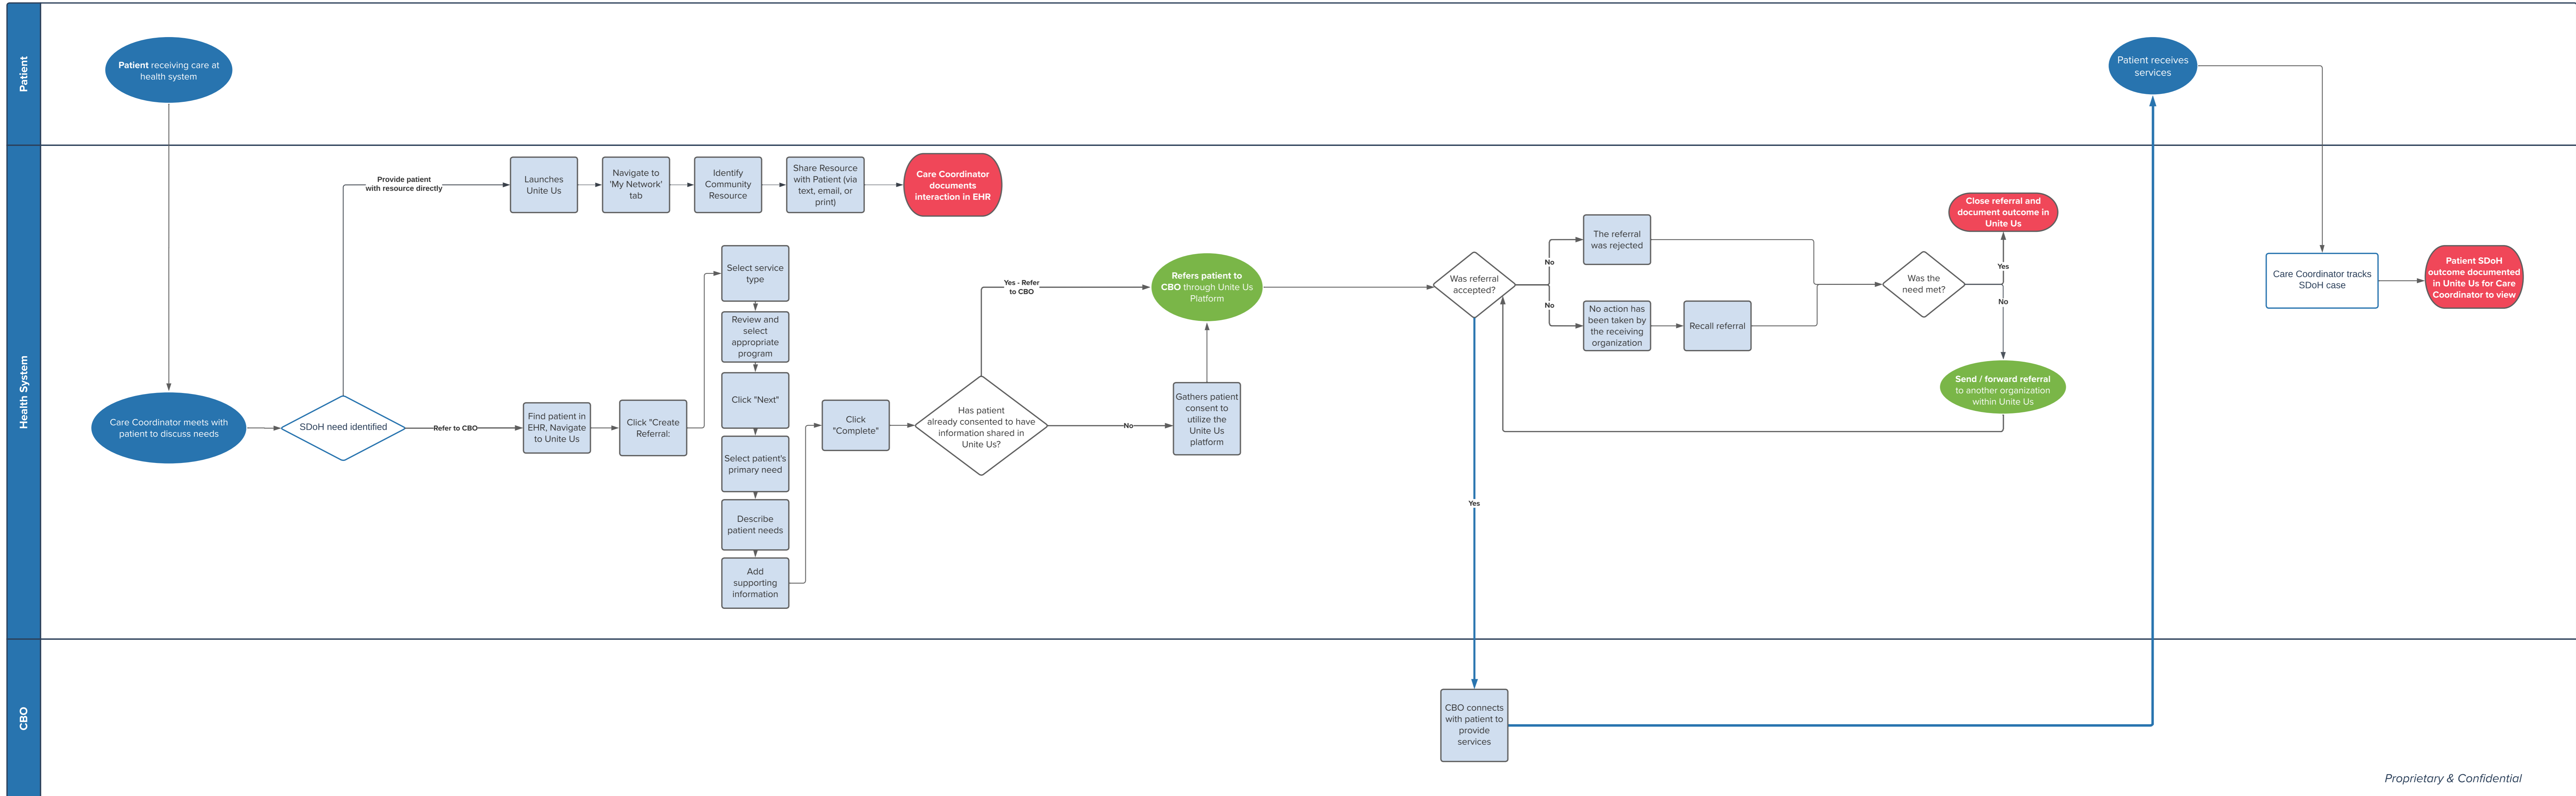 Patient
Patient receiving care at
health system
Patient receives
services
Health System
Provide patient
with resource directly
Launches
Unite Us
Navigate to
'My Network'
tab
Identify
Community
Resource
Share Resource
with Patient (via
text, email, or
print)
Care Coordinator
documents
interaction in EHR
Care Coordinator meets with
patient to discuss needs
SDoH need identified
Refer to CBO
Find patient in
EHR, Navigate
to Unite Us
Click "Create
Referral:
Select service
type
Review and
select
appropriate
program
Click "Next"
Select patient's
primary need
Describe
patient needs
Add
supporting
information
Click
"Complete"
Has patient
already consented to have
information shared in
Unite Us?
Yes - Refer
to CBO
No
Gathers patient
consent to
utilize the
Unite Us
platform
Refers patient to
CBO through Unite Us
Platform
Was referral
accepted?
No
The referral
was rejected
No
No action has
been taken by
the receiving
organization
Recall referral
Was the
need met?
Yes
Close referral and
document outcome in
Unite Us
No
Send / forward referral
to another organization
within Unite Us
Yes
Care Coordinator tracks
SDoH case
Patient SDoH
outcome documented
in Unite Us for Care
Coordinator to view
CBO
CBO connects
with patient to
provide
services
Proprietary & Confidential